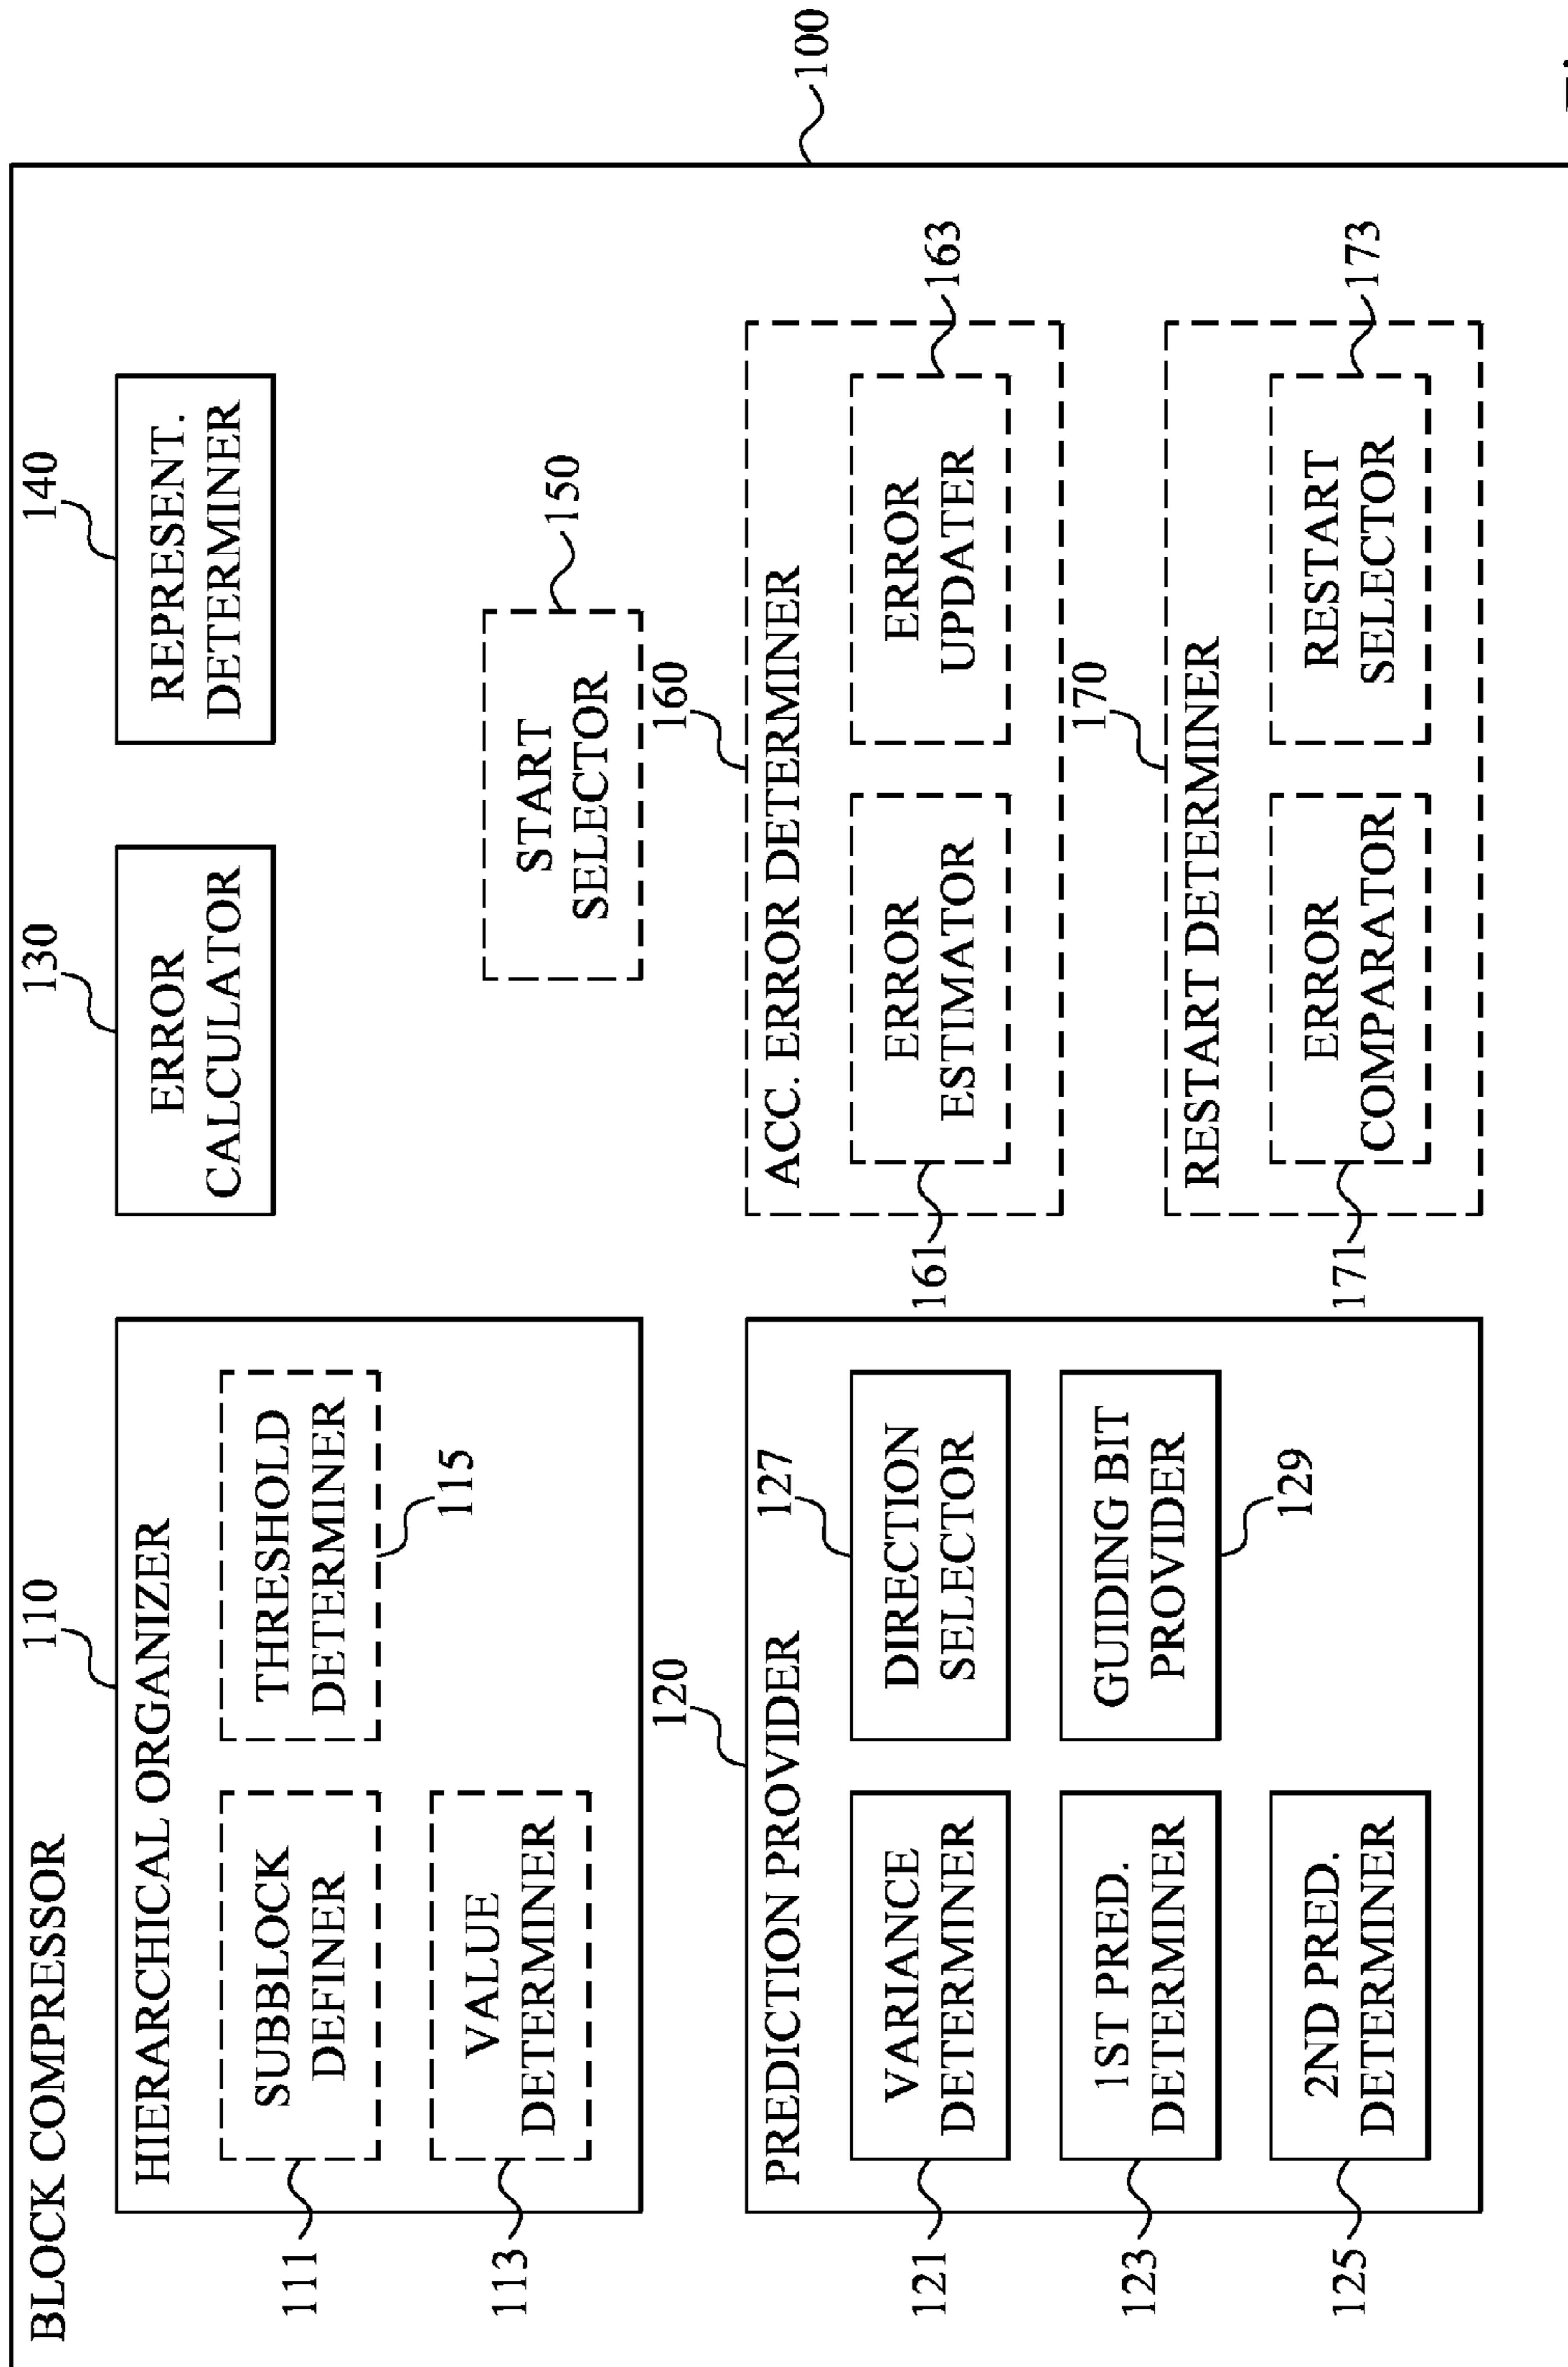 BLOCK COMPRESSOR
110
HIERARCHICAL ORGANIZER
SUBBLOCK
DEFINER
111
THRESHOLD
DETERMINER
115
VALUE
DETERMINER
113
130
ERROR
CALCULATOR
140
REPRESENT.
DETERMINER
START
SELECTOR
150
120
PREDICTION PROVIDER
VARIANCE
DETERMINER
121
127
DIRECTION
SELECTOR
1ST PRED.
DETERMINER
123
GUIDING BIT
PROVIDER
129
2ND PRED.
DETERMINER
125
160
ACC. ERROR DETERMINER
ERROR
ESTIMATOR
161
ERROR
UPDATER
163
170
RESTART DETERMINER
ERROR
COMPARATOR
171
RESTART
SELECTOR
173
100